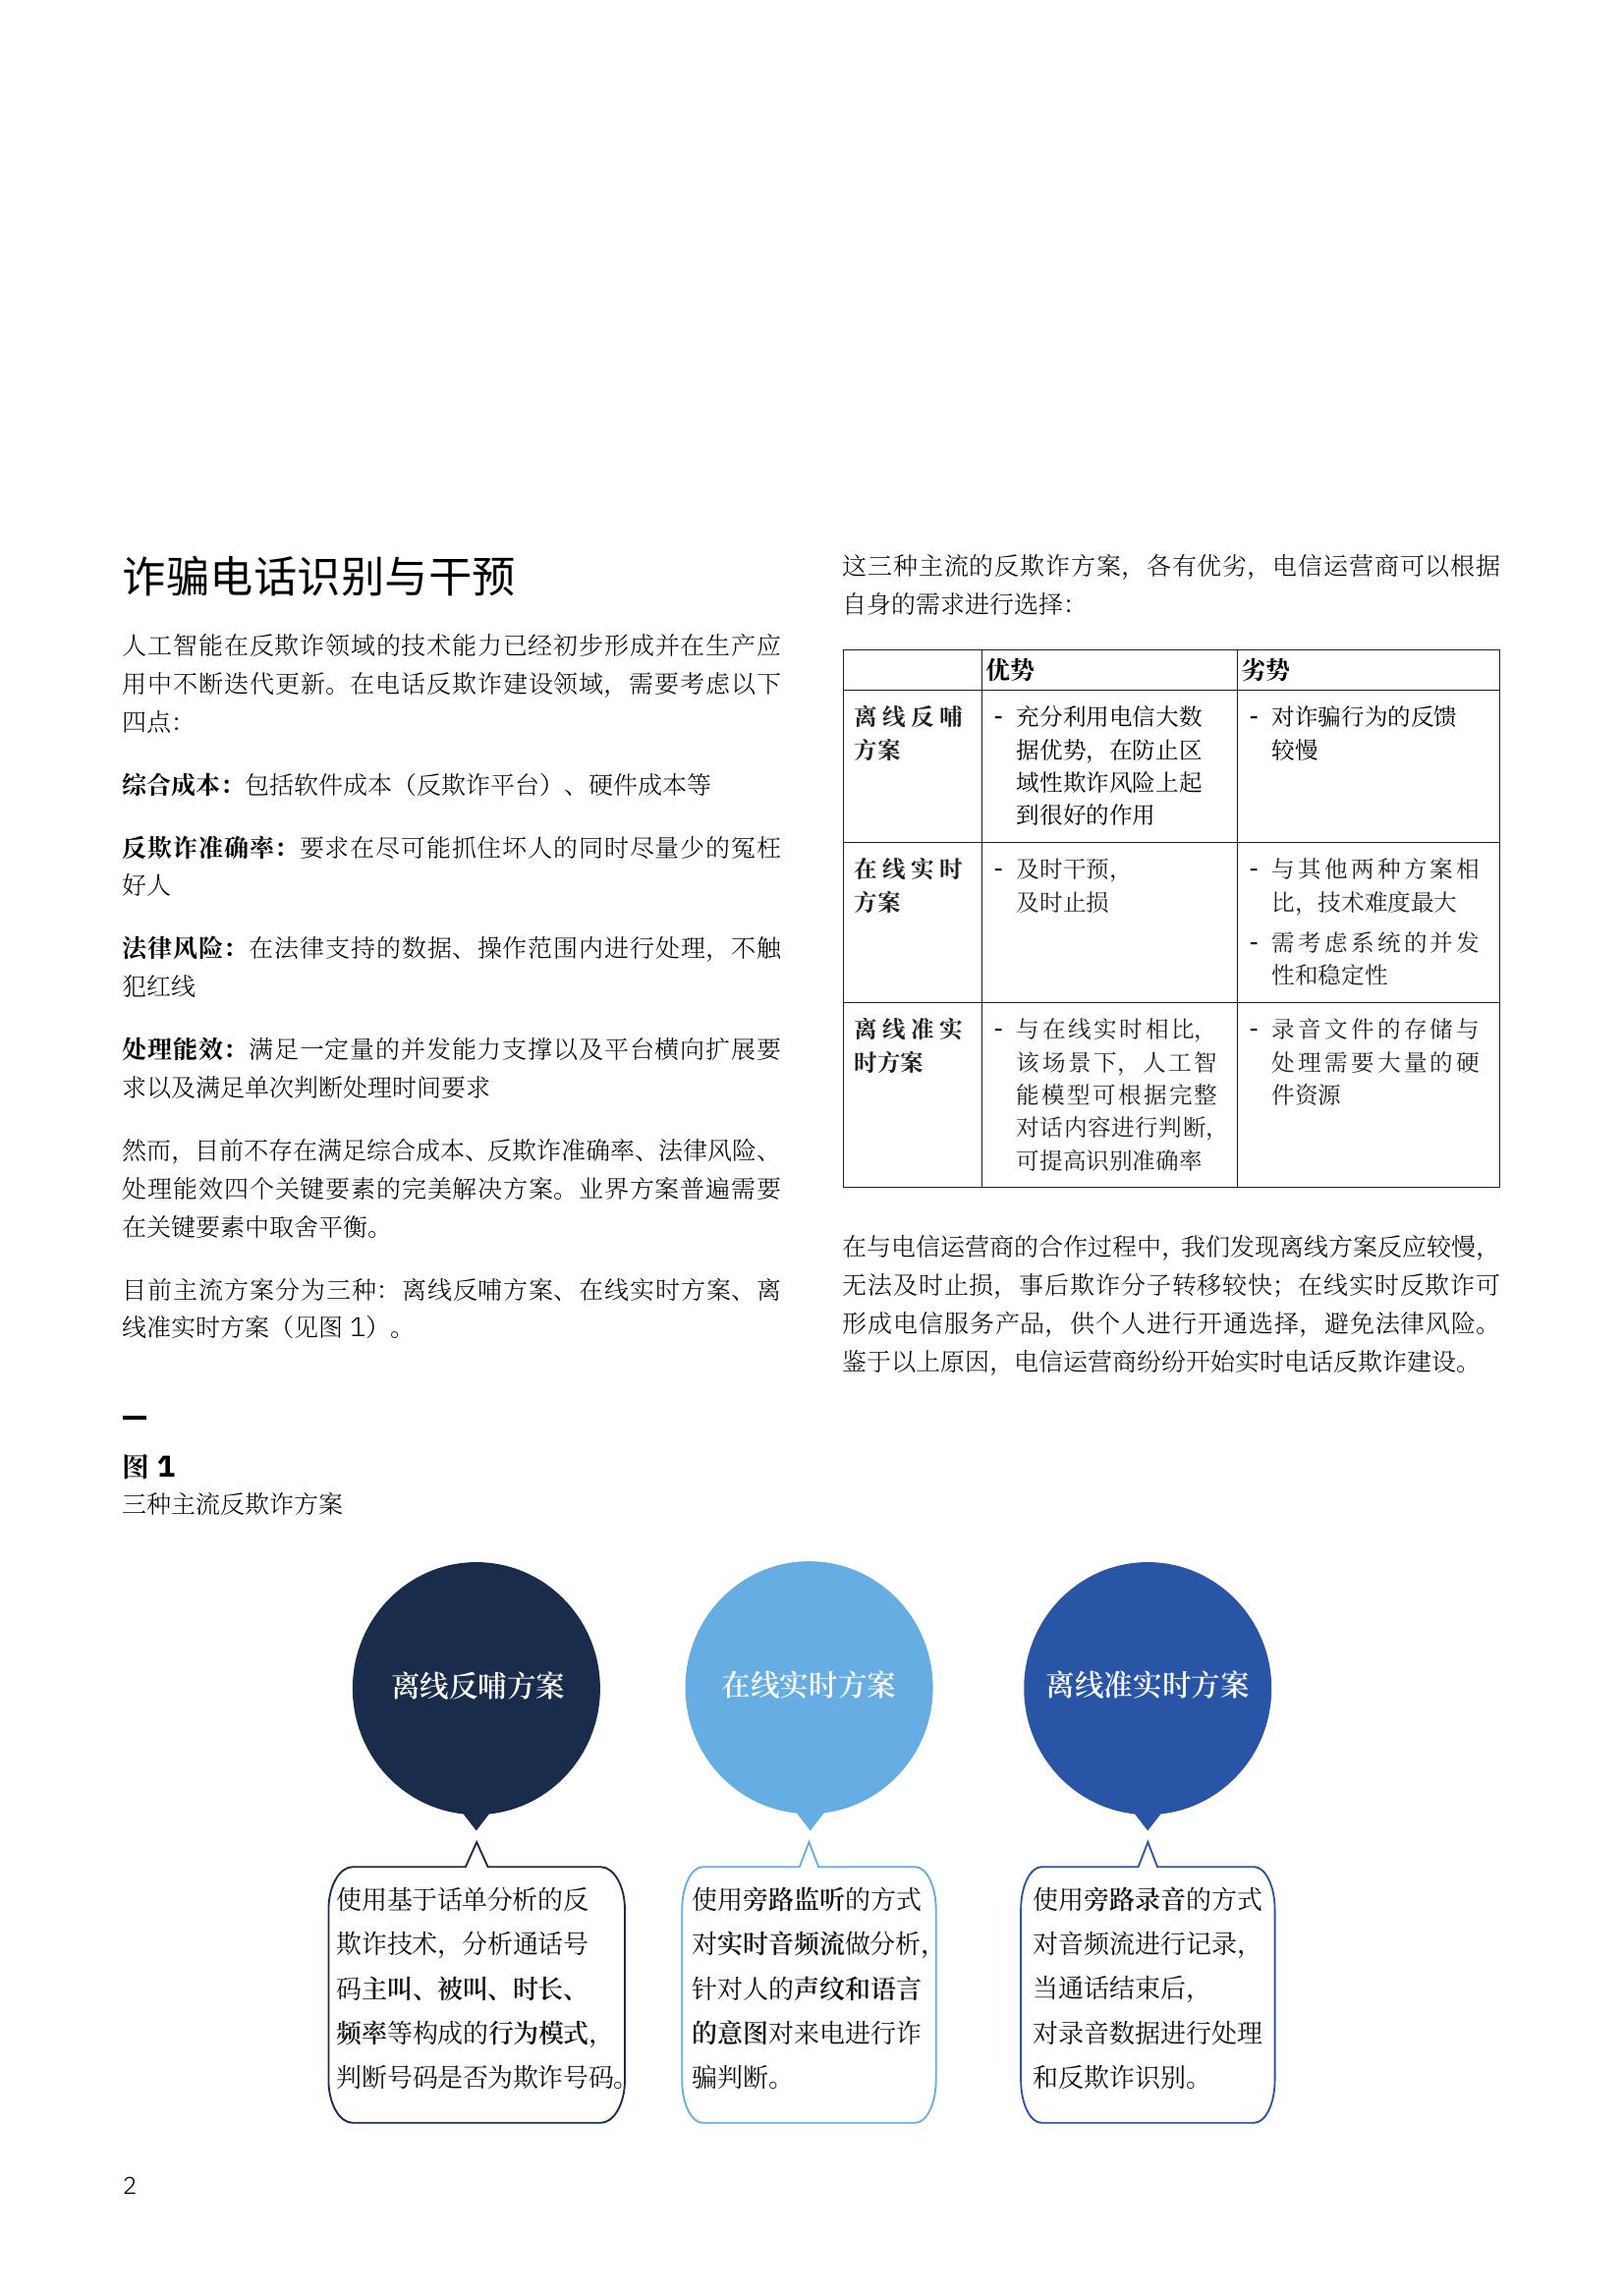 诈骗电话识别与干预
人工智能在反欺诈领域的技术能力已经初步形成并在生产应
用中不断迭代更新。在电话反欺诈建设领域，需要考虑以下
四点：
综合成本：包括软件成本（反欺诈平台）、硬件成本等
反欺诈准确率：要求在尽可能抓住坏人的同时尽量少的冤枉
好人
法律风险：在法律支持的数据、操作范围内进行处理，不触
犯红线
处理能效：满足一定量的并发能力支撑以及平台横向扩展要
求以及满足单次判断处理时间要求
然而，目前不存在满足综合成本、反欺诈准确率、法律风险、
处理能效四个关键要素的完美解决方案。业界方案普遍需要
在关键要素中取舍平衡。
目前主流方案分为三种：离线反哺方案、在线实时方案、离
线准实时方案（见图 1）。
这三种主流的反欺诈方案，各有优劣，电信运营商可以根据
自身的需求进行选择：
优势
劣势
离线反哺
方案
- 充分利用电信大数
据优势，在防止区
域性欺诈风险上起
到很好的作用
- 对诈骗行为的反馈
较慢
在线实时
方案
- 及时干预，
及时止损
- 与其他两种方案相
比，技术难度最大
- 需考虑系统的并发
性和稳定性
离线准实
时方案
- 与在线实时相比，
该场景下，人工智
能模型可根据完整
对话内容进行判断，
可提高识别准确率
- 录音文件的存储与
处理需要大量的硬
件资源
在与电信运营商的合作过程中，我们发现离线方案反应较慢，
无法及时止损，事后欺诈分子转移较快；在线实时反欺诈可
形成电信服务产品，供个人进行开通选择，避免法律风险。
鉴于以上原因，电信运营商纷纷开始实时电话反欺诈建设。
图 1
三种主流反欺诈方案
离线反哺方案
在线实时方案
离线准实时方案
使用基于话单分析的反
欺诈技术，分析通话号
码主叫、被叫、时长、
频率等构成的行为模式，
判断号码是否为欺诈号码。
使用旁路监听的方式
对实时音频流做分析，
针对人的声纹和语言
的意图对来电进行诈
骗判断。
使用旁路录音的方式
对音频流进行记录，
当通话结束后，
对录音数据进行处理
和反欺诈识别。
2